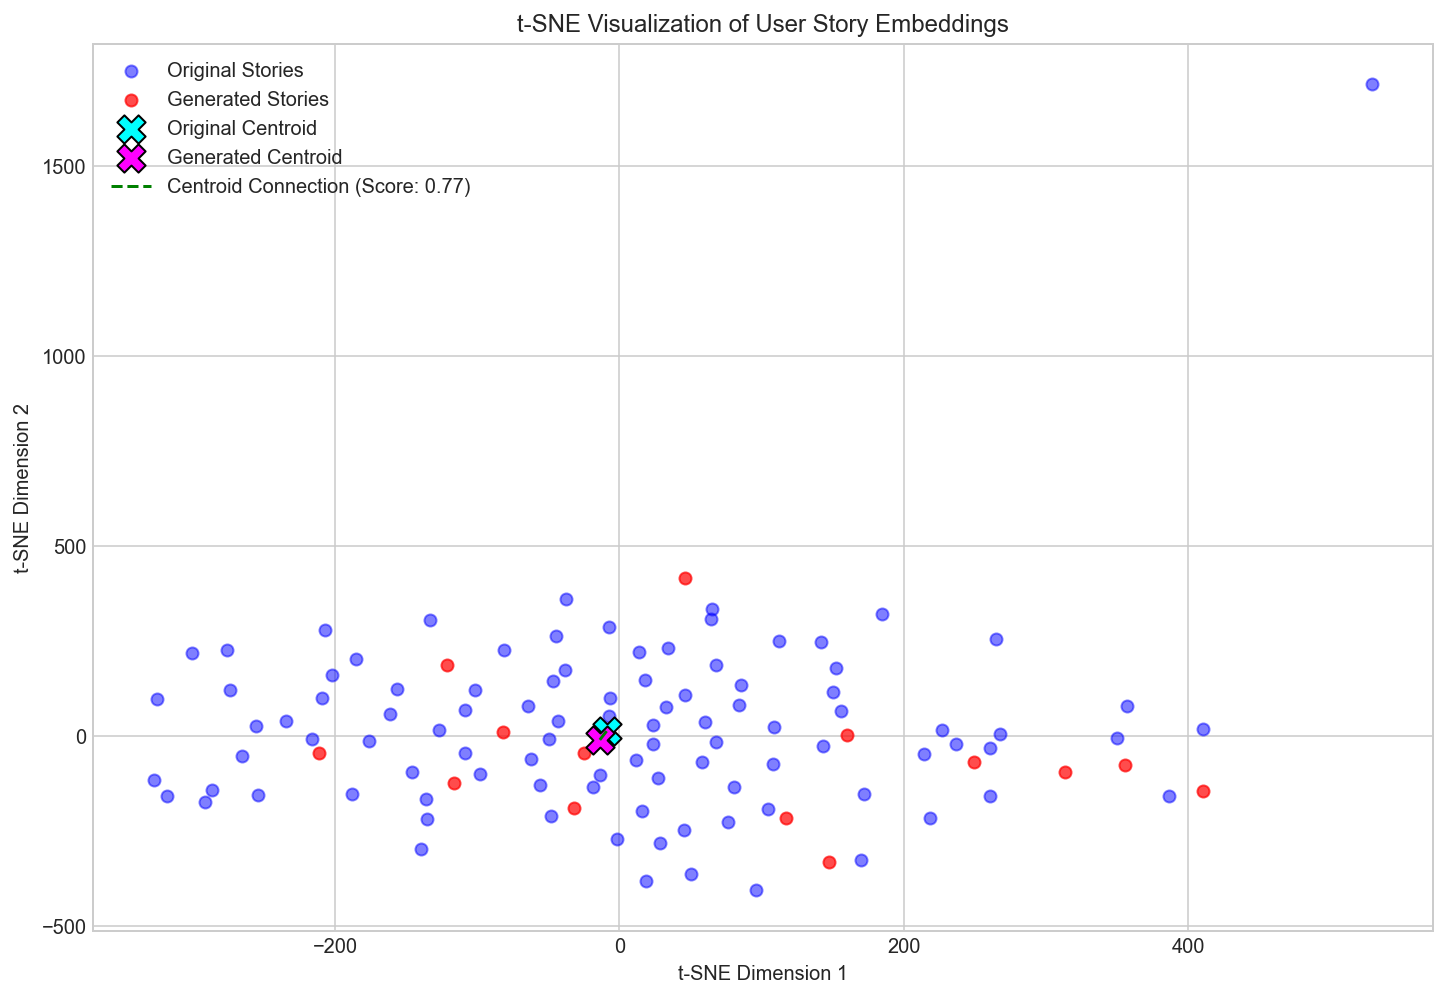 t-SNE Visualization of User Story Embeddings
Original Stories
Generated Stories
Original Centroid
Generated Centroid
Centroid Connection (Score: 0.77)
1500
1000
500
0
−500
t-SNE Dimension 2
−200
0
200
400
t-SNE Dimension 1